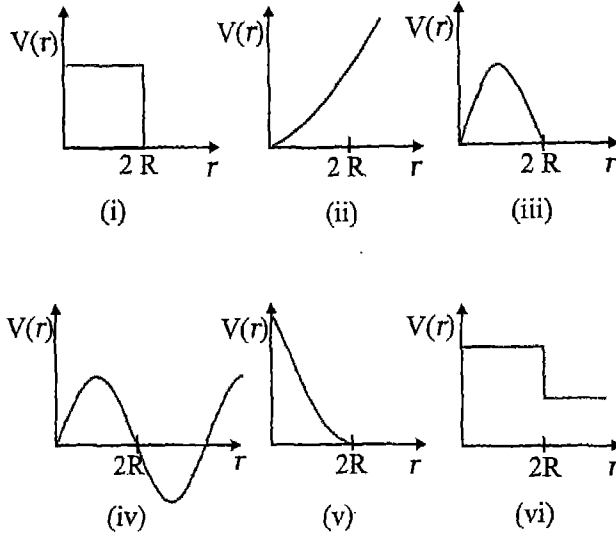 V(r)
2 R
r
(i)
V(r)
2 R
r
(ii)
V(r)
2 R
r
(iii)
V(r)
2R
r
(iv)
V(r)
2R
r
(v)
V(r)
2R
r
(vi)